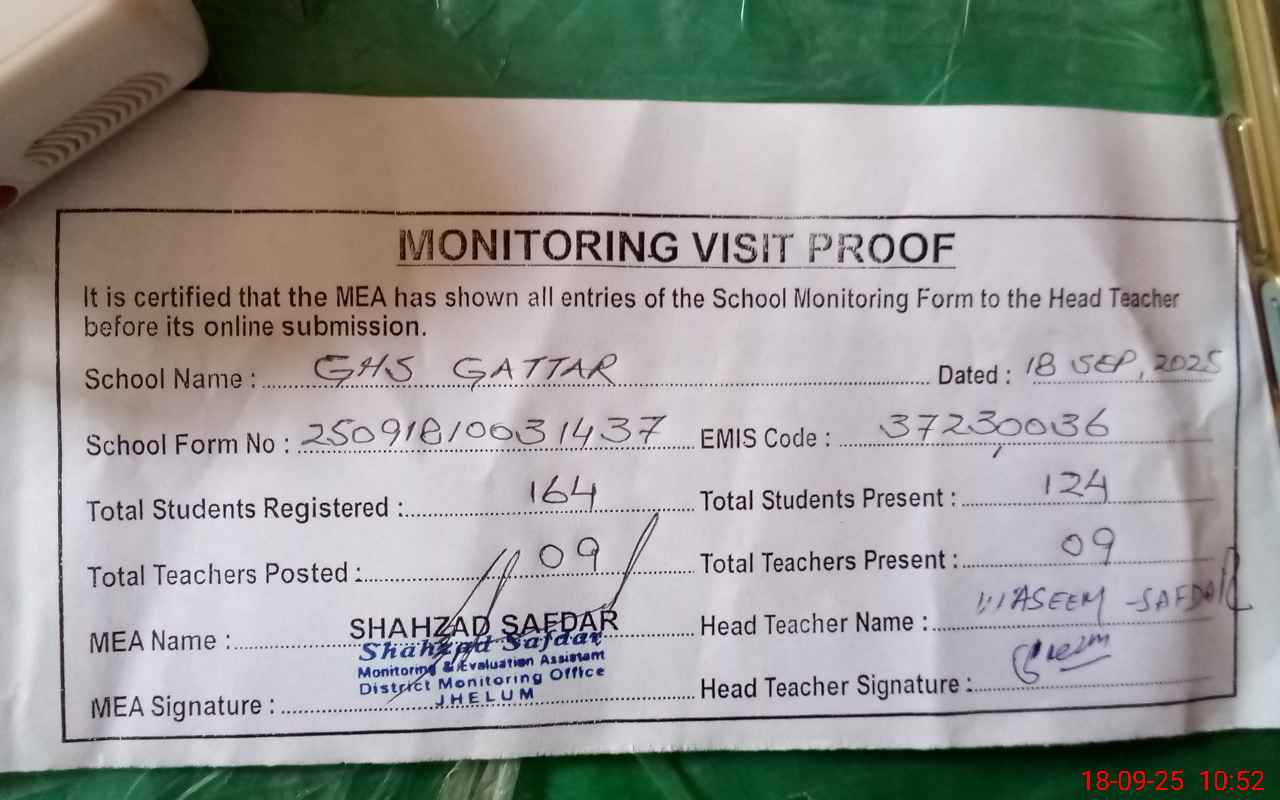 MONITORING VISIT PROOF
It is certified that the MEA has shown all entries of the School Monitoring Form to the Head Teacher
before its online submission.
School Name : GHS GATTAR Dated : 18 SEP, 2025
School Form No : 25091810031437 EMIS Code : 37230036
Total Students Registered : 164 Total Students Present : 124
Total Teachers Posted : 09 Total Teachers Present : 09
MEA Name : SHAHZAD SAFDAR Head Teacher Name : WASEEM -SAFDAR
Shahzad Safdar
Monitoring & Evaluation Assistant
District Monitoring Office
JHELUM
MEA Signature : Head Teacher Signature :
18-09-25 10:52